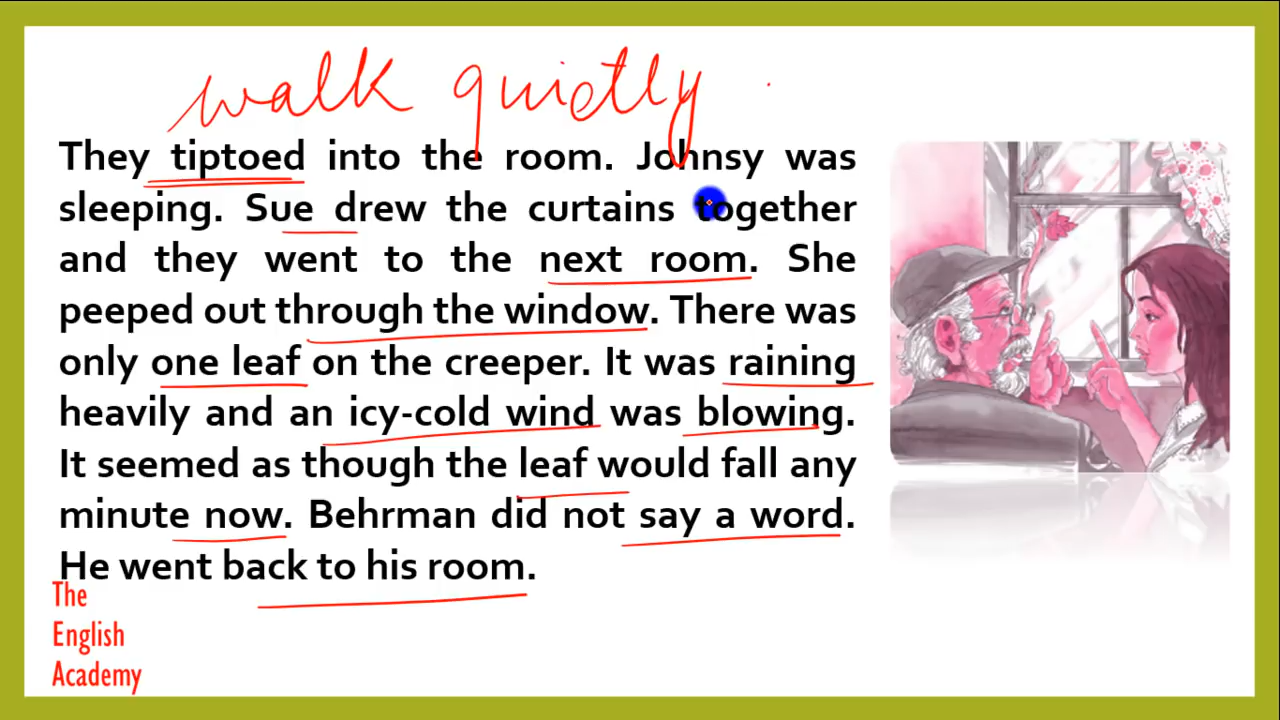 walk quietly
They tiptoed into the room. Johnsy was
sleeping. Sue drew the curtains together
and they went to the next room. She
peeped out through the window. There was
only one leaf on the creeper. It was raining
heavily and an icy-cold wind was blowing.
It seemed as though the leaf would fall any
minute now. Behrman did not say a word.
He went back to his room.
The
English
Academy